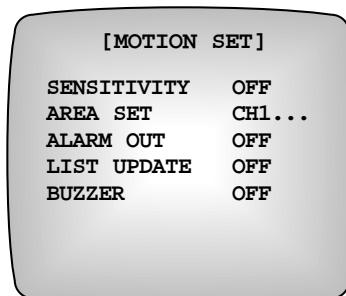 [MOTION SET]
SENSITIVITY OFF
AREA SET CH1...
ALARM OUT OFF
LIST UPDATE OFF
BUZZER OFF